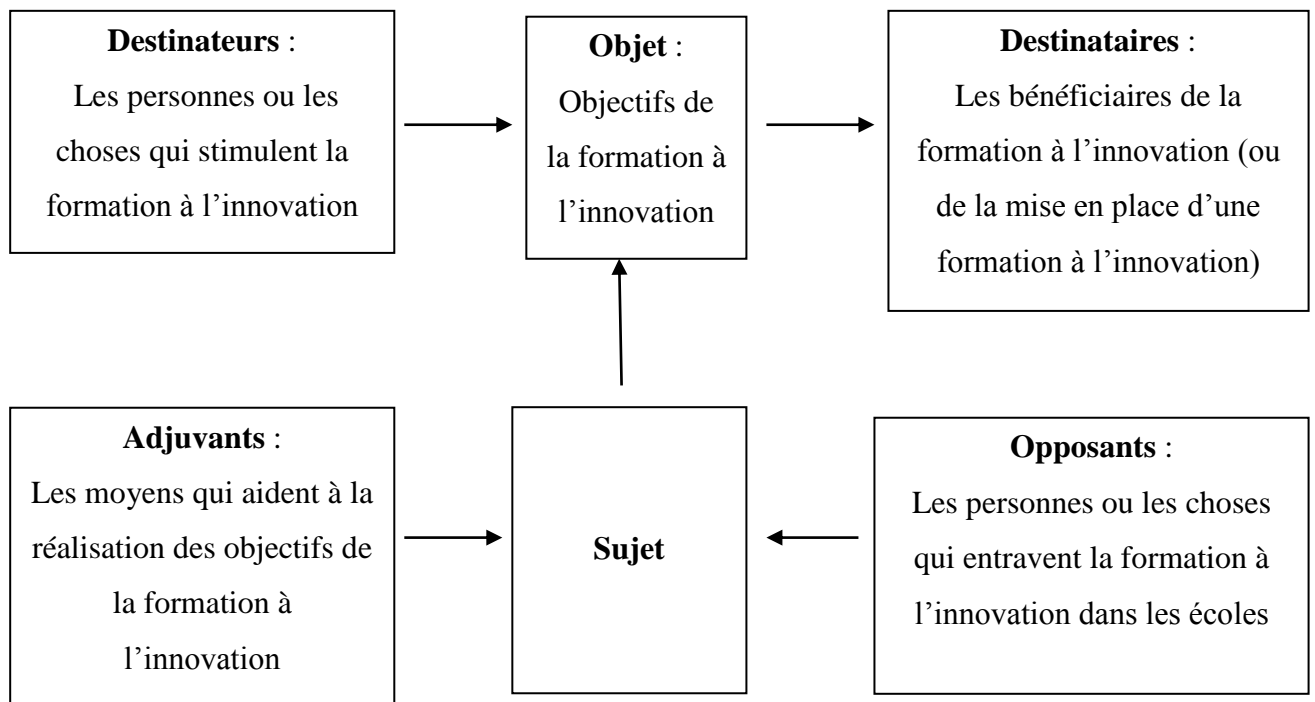 Destinateurs :
Les personnes ou les
choses qui stimulent la
formation à l’innovation
Objet :
Objectifs de
la formation à
l’innovation
Destinataires :
Les bénéficiaires de la
formation à l’innovation (ou
de la mise en place d’une
formation à l’innovation)
Adjuvants :
Les moyens qui aident à la
réalisation des objectifs de
la formation à
l’innovation
Sujet
Opposants :
Les personnes ou les choses
qui entravent la formation à
l’innovation dans les écoles